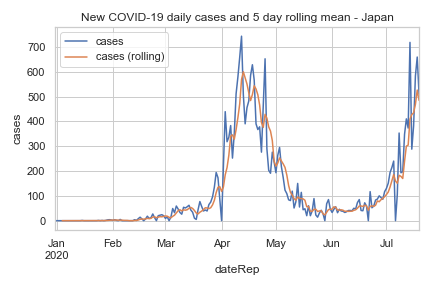 New COVID-19 daily cases and 5 day rolling mean - Japan
cases
cases (rolling)
700
600
500
400
300
200
100
0
cases
Jan Feb Mar Apr May Jun Jul
2020
dateRep